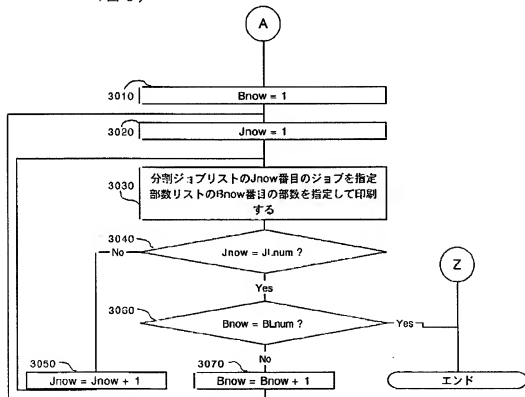 A
3010
Bnow = 1
3020
Jnow = 1
3030
分割ジョブリストのJnow番目のジョブを指定
部数リストのBnow番目の部数を指定して印刷
する
3040
No
Jnow = JLnum ?
Z
Yes
3060
Bnow = BLnum ?
Yes
No
3050
3070
Jnow = Jnow + 1
Bnow = Bnow + 1
エンド